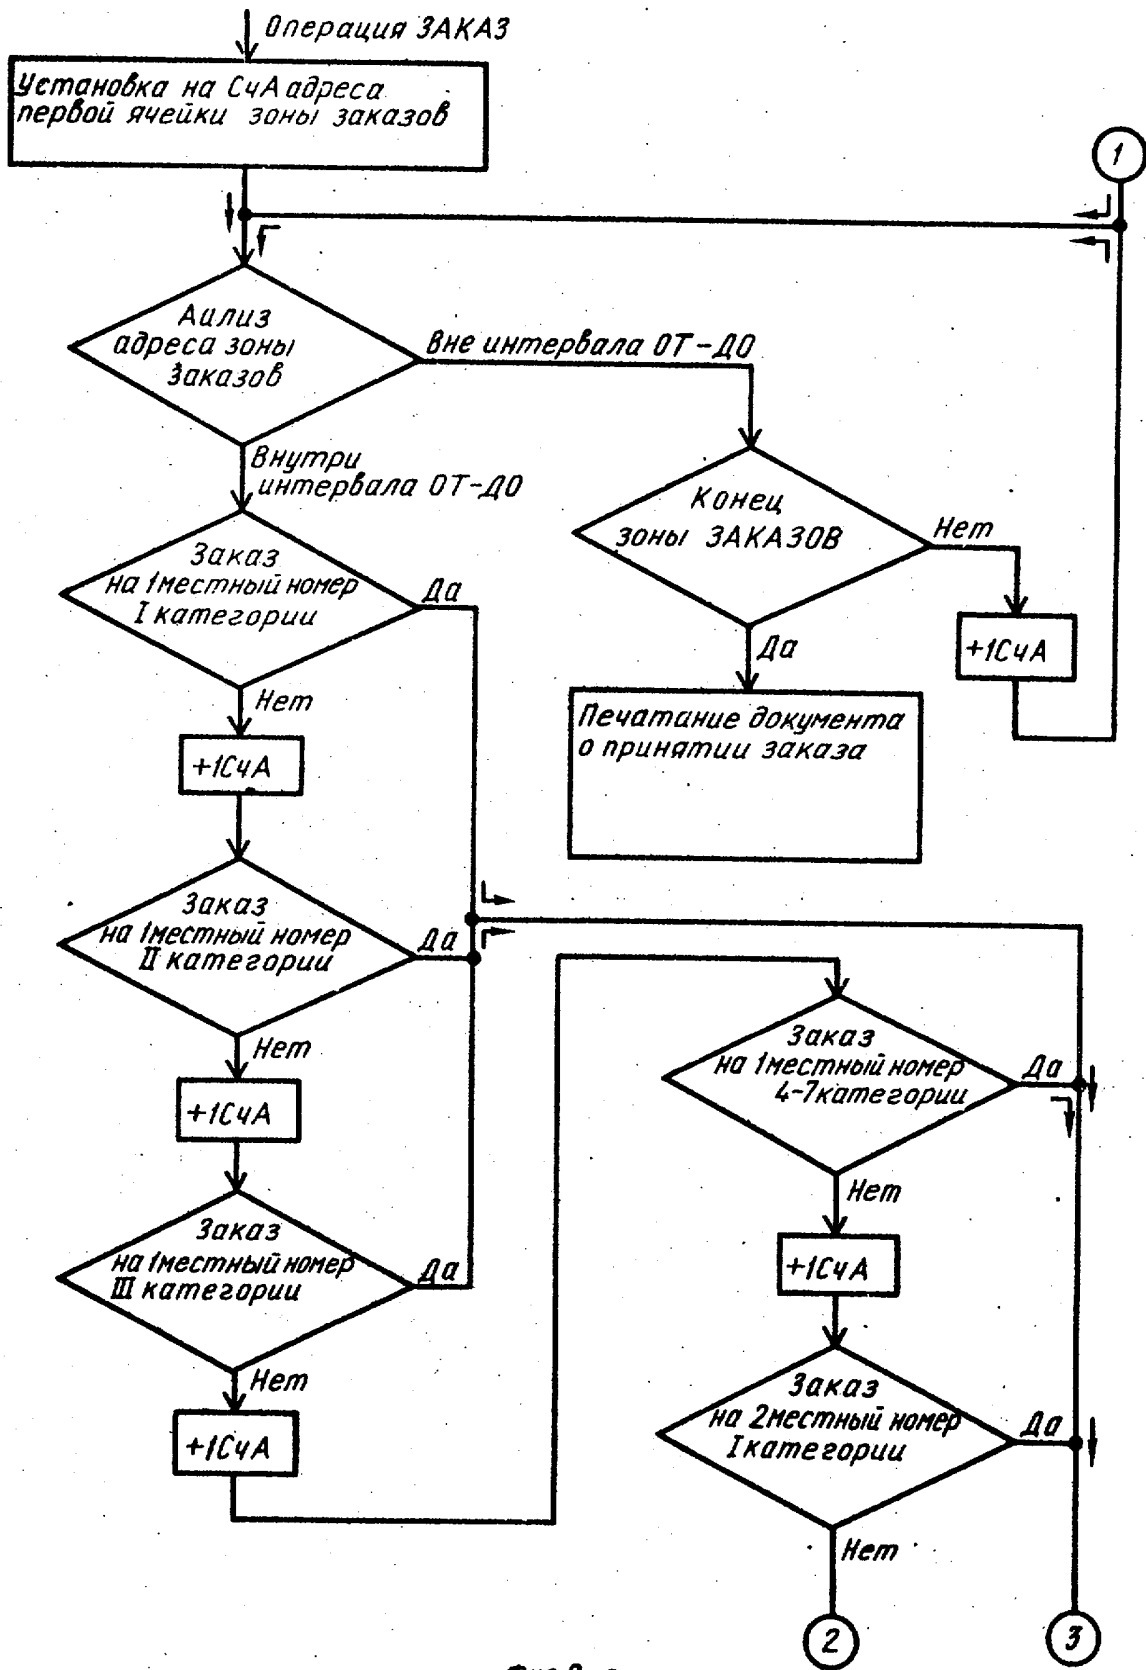 Операция ЗАКАЗ
Установка на СчА адреса
первой ячейки зоны заказов
1
Аилиз
адреса зоны
Заказов
Вне интервала ОТ-ДО
Внутри
интервала ОТ-ДО
Конец
зоны ЗАКАЗОВ
Нет
+1СчА
Да
Печатание документа
о принятии заказа
Заказ
на 1местный номер
I категории
Да
Нет
+1СчА
Заказ
на 1местный номер
II категории
Да
Нет
+1СчА
Заказ
на 1местный номер
III категории
Да
Нет
+1СчА
Заказ
на 1местный номер
4-7категории
Да
Нет
+1СчА
Заказ
на 2местный номер
I категории
Да
Нет
2
3